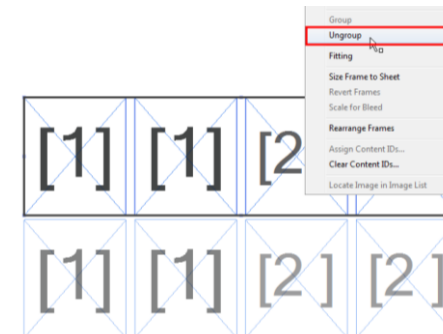 Group
Ungroup
Fitting
Size Frame to Sheet
Revert Frames
Scale for Bleed
Rearrange Frames
Assign Content IDs...
Clear Content IDs...
Locate Image in Image List
[1] [1] [2
[1] [1] [2 ] [2 ]